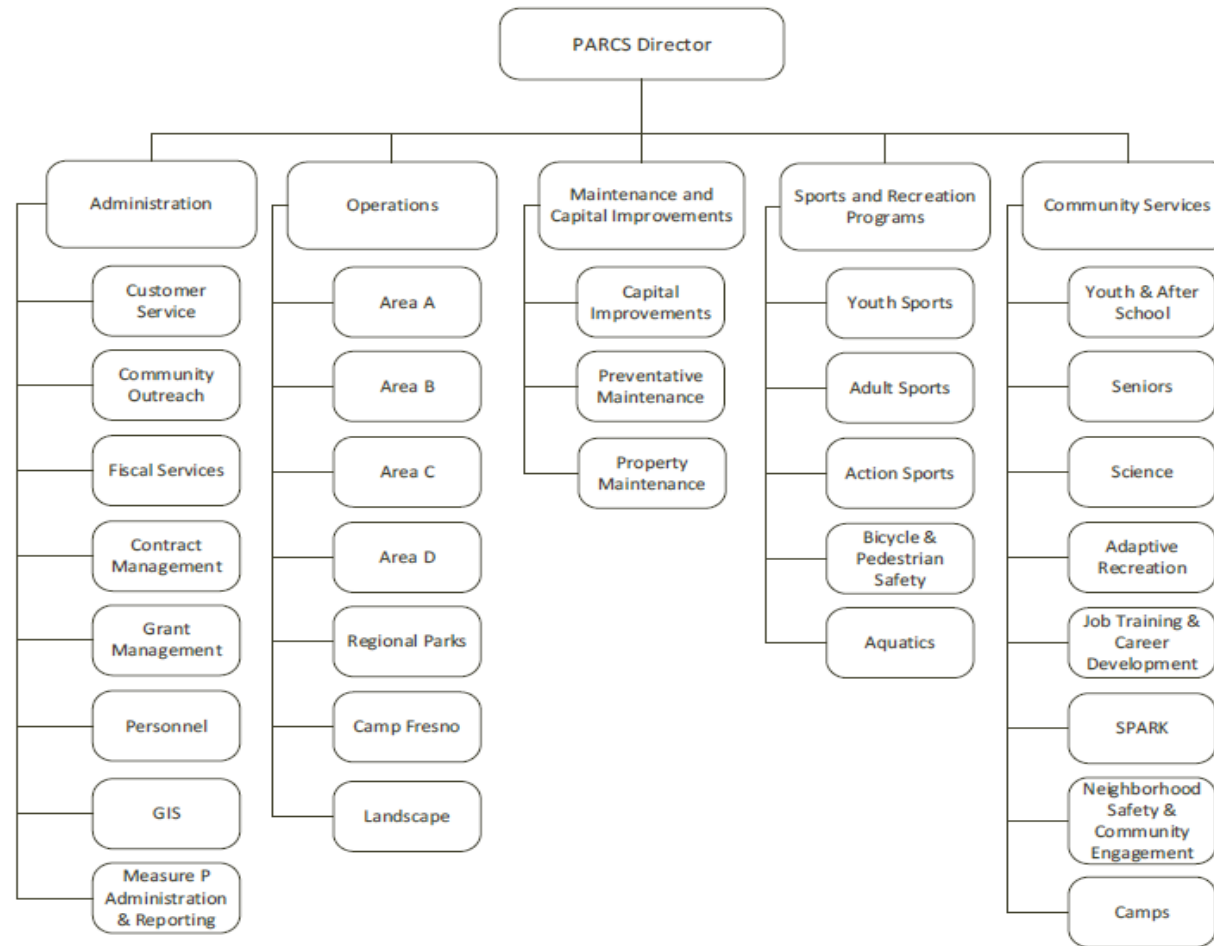 PARCS Director
Administration
Customer
Service
Community
Outreach
Fiscal Services
Contract
Management
Grant
Management
Personnel
GIS
Measure P
Administration
& Reporting
Operations
Area A
Area B
Area C
Area D
Regional Parks
Camp Fresno
Landscape
Maintenance and
Capital Improvements
Capital
Improvements
Preventative
Maintenance
Property
Maintenance
Sports and Recreation
Programs
Youth Sports
Adult Sports
Action Sports
Bicycle &
Pedestrian
Safety
Aquatics
Community Services
Youth & After
School
Seniors
Science
Adaptive
Recreation
Job Training &
Career
Development
SPARK
Neighborhood
Safety &
Community
Engagement
Camps